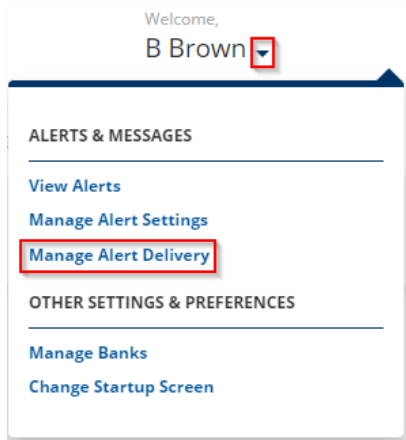 Welcome,
B Brown
ALERTS & MESSAGES
View Alerts
Manage Alert Settings
Manage Alert Delivery
OTHER SETTINGS & PREFERENCES
Manage Banks
Change Startup Screen